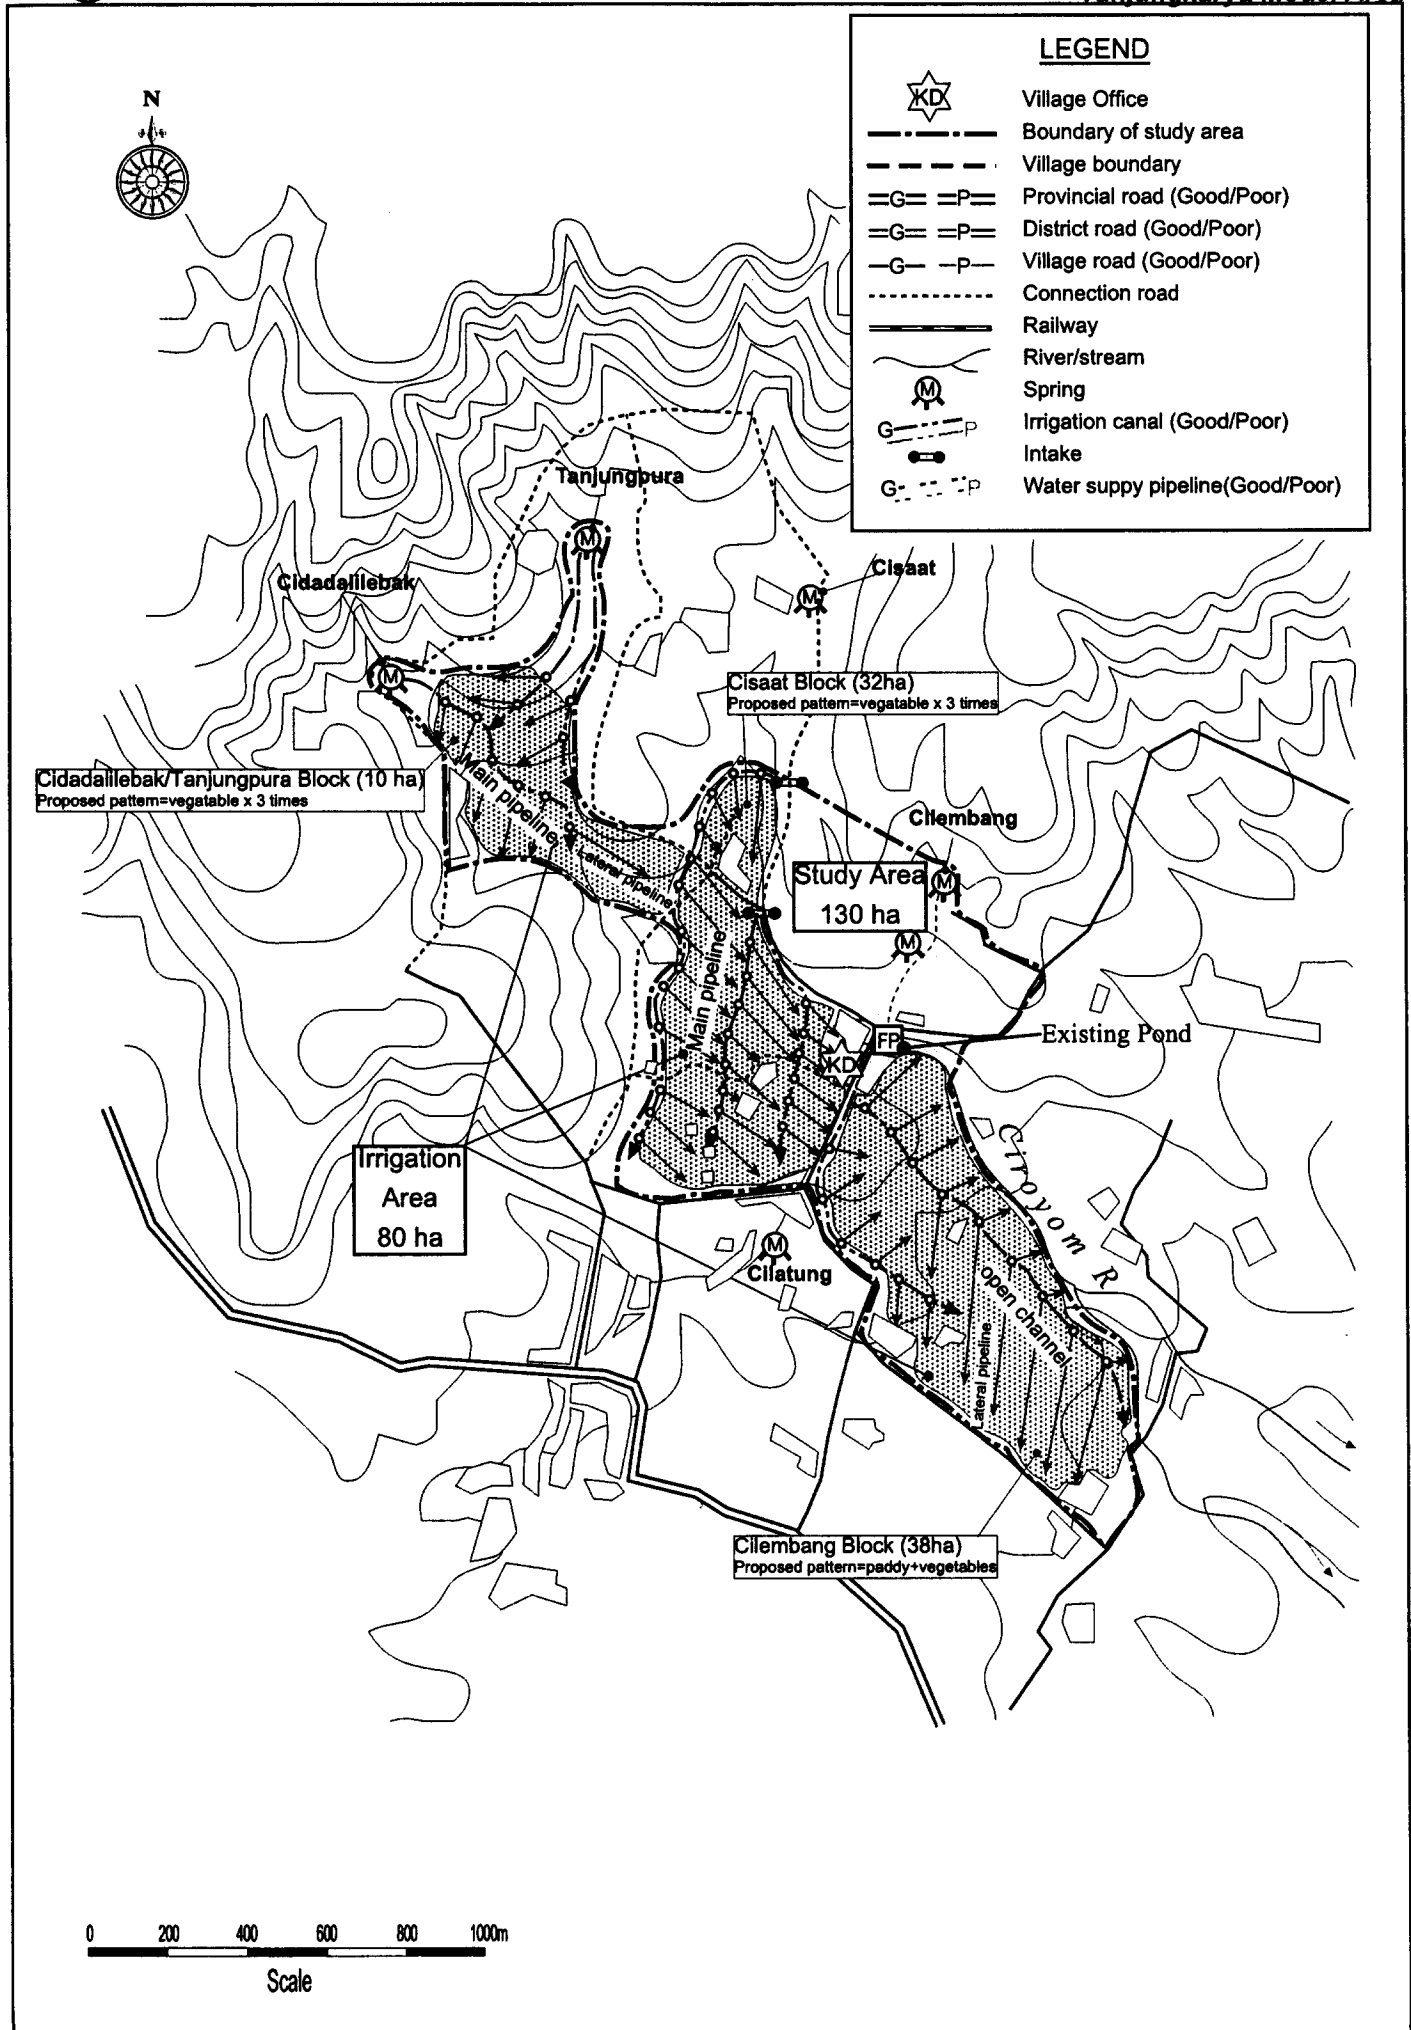 LEGEND
KD Village Office
Boundary of study area
Village boundary
G P Provincial road (Good/Poor)
G P District road (Good/Poor)
G P Village road (Good/Poor)
Connection road
Railway
River/stream
M Spring
G P Irrigation canal (Good/Poor)
Intake
G P Water suppy pipeline(Good/Poor)
N
Tanjungpura
M
Cidadalilebak
M
Cisaat
M
Cisaat Block (32ha)
Proposed pattern=vegatable x 3 times
Cidadalilebak/Tanjungpura Block (10 ha)
Proposed pattern=vegatable x 3 times
Main pipeline
Lateral pipeline
Cilembang
M
Study Area
130 ha
M
Main pipeline
FP
KD
Existing Pond
Ciroyom R
Irrigation
Area
80 ha
M
Cilatung
open channel
Lateral pipeline
Cilembang Block (38ha)
Proposed pattern=paddy+vegetables
0 200 400 600 800 1000m
Scale